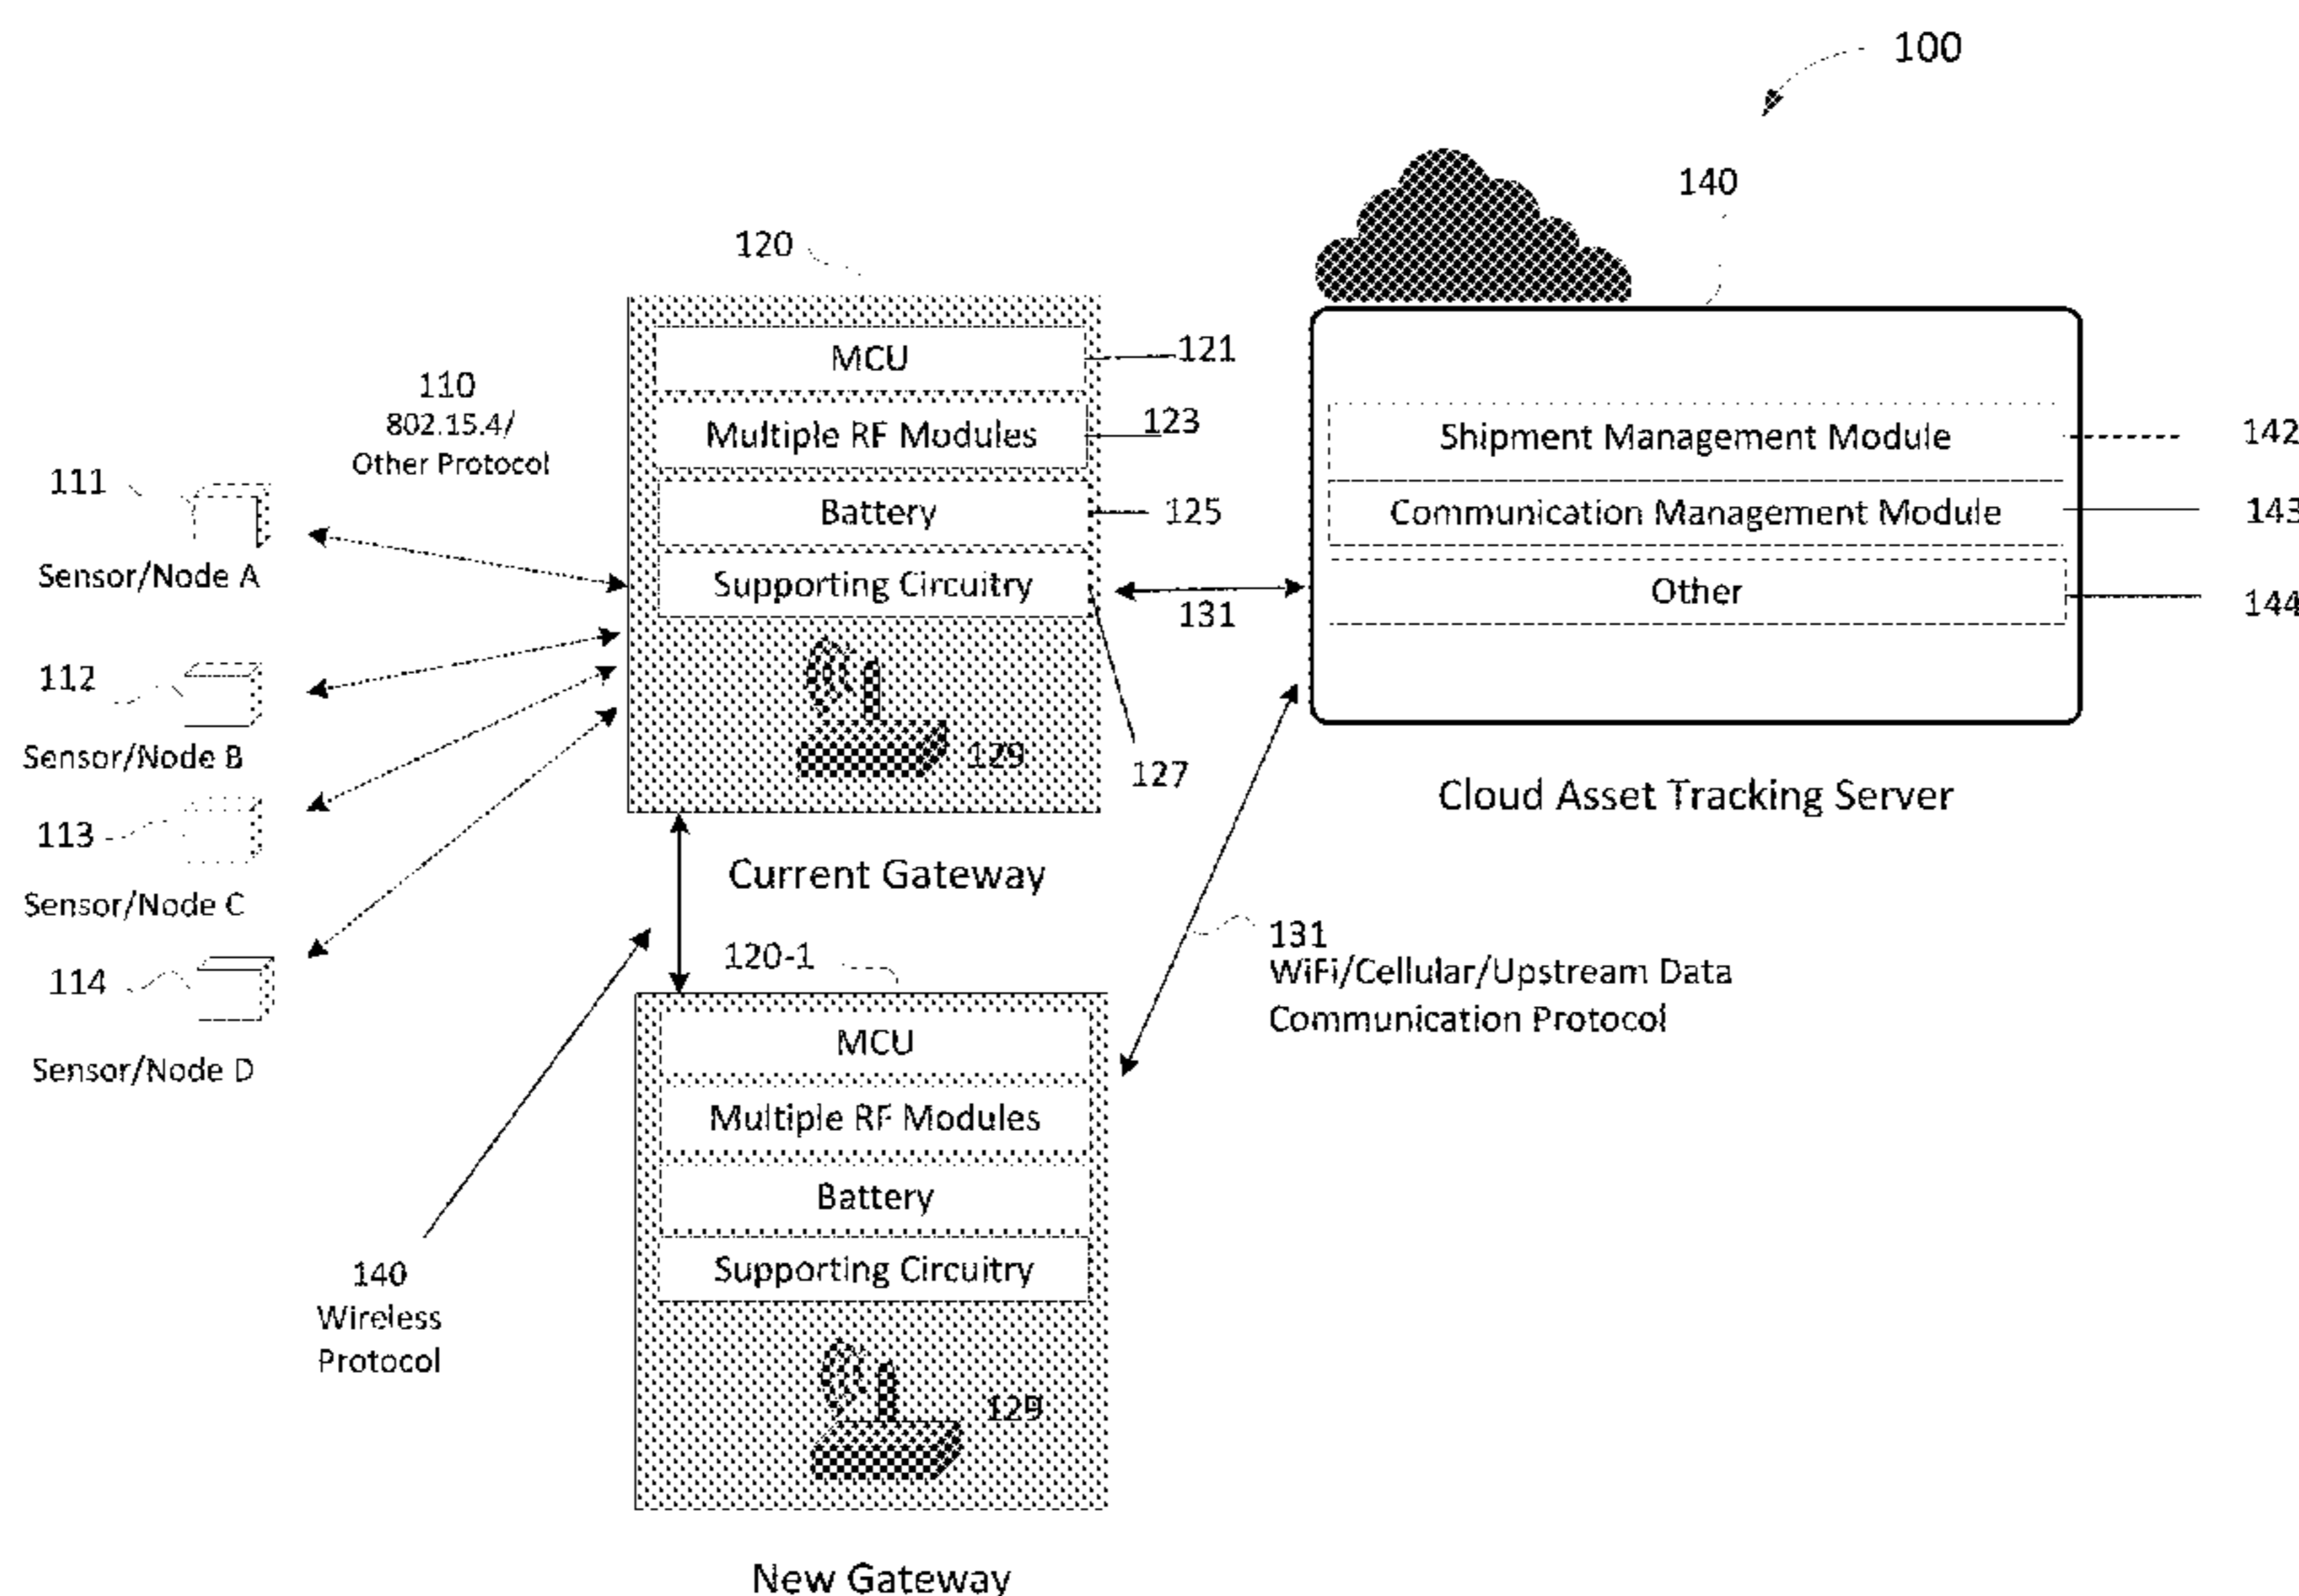 100
140
120
MCU
121
110
802.15.4/
Other Protocol
Multiple RF Modules
123
Shipment Management Module
142
111
Battery
125
Communication Management Module
143
Sensor/Node A
Supporting Circuitry
131
Other
144
112
Sensor/Node B
129
127
Cloud Asset Tracking Server
113
Current Gateway
Sensor/Node C
120-1
131
WiFi/Cellular/Upstream Data
Communication Protocol
114
Sensor/Node D
MCU
Multiple RF Modules
Battery
Supporting Circuitry
140
Wireless
Protocol
129
New Gateway